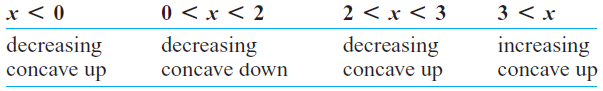 x < 0 0 < x < 2 2 < x < 3 3 < x
decreasing decreasing decreasing increasing
concave up concave down concave up concave up